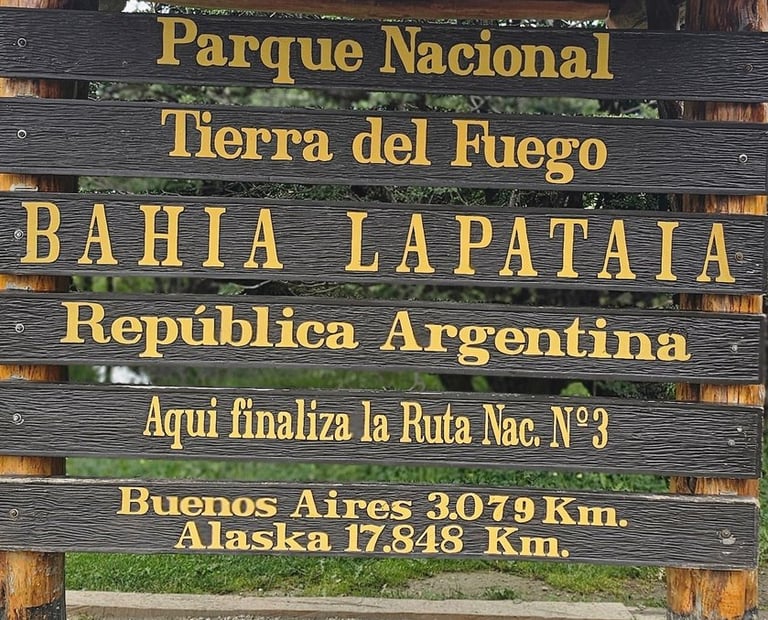 Parque Nacional
Tierra del Fuego
BAHIA LAPATAIA
República Argentina
Aqui finaliza la Ruta Nac. Nº3
Buenos Aires 3.079 Km.
Alaska 17.848 Km.